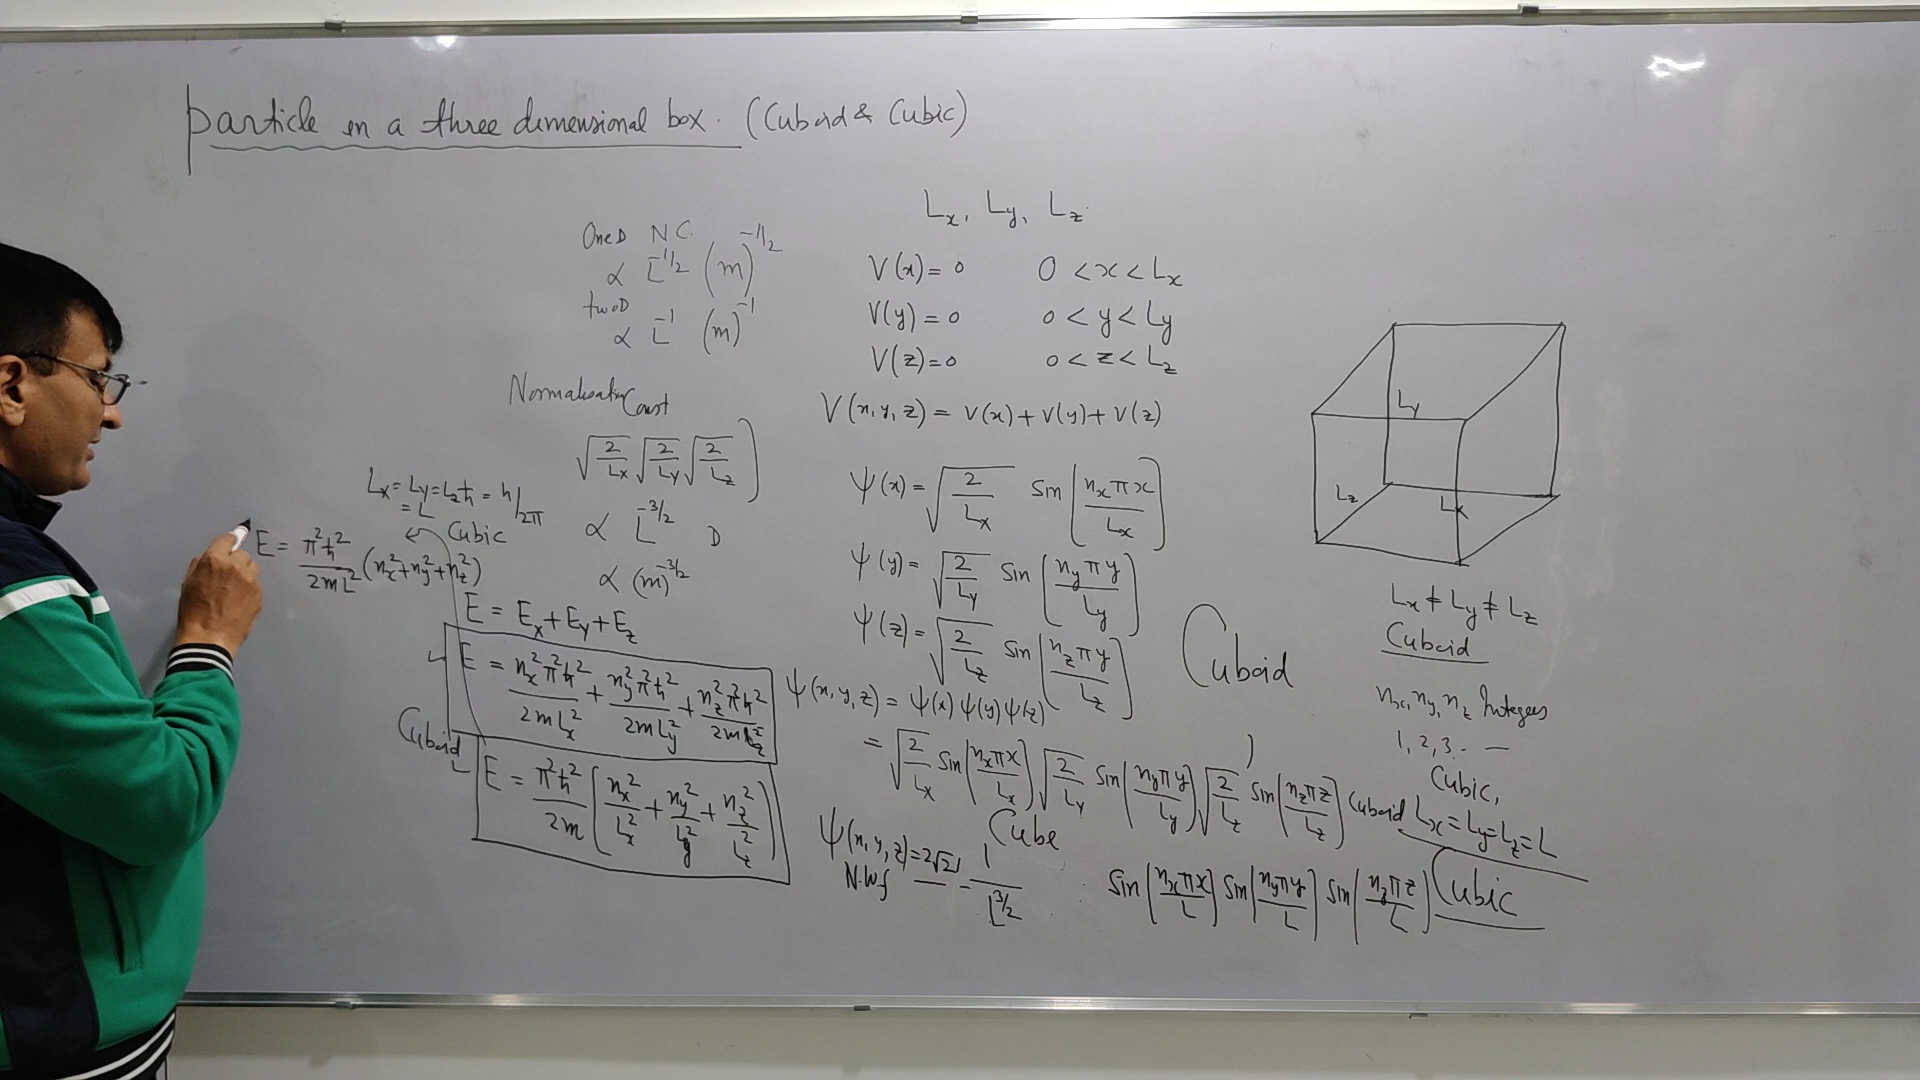 Particle in a three dimensional box. (Cuboid & Cubic)
Lx, Ly, Lz
One D N.C.
∝ L^-1/2 (m)^-1/2
two D
∝ L^-1 (m)^-1
V(x) = 0 0 < x < Lx
V(y) = 0 0 < y < Ly
V(z) = 0 0 < z < Lz
V(x, y, z) = V(x) + V(y) + V(z)
Normalisation Const
√(2/Lx) √(2/Ly) √(2/Lz)
∝ L^-3/2 D
∝ (m)^-3/2
Lx = Ly = Lz
= L
ħ = h/2π
Cubic
E = π²ħ²/2mL² (nx² + ny² + nz²)
E = Ex + Ey + Ez
E = nx²π²ħ²/2mLx² + ny²π²ħ²/2mLy² + nz²π²ħ²/2mLz²
Cuboid
E = π²ħ²/2m [nx²/Lx² + ny²/Ly² + nz²/Lz²]
ψ(x) = √(2/Lx) Sin[nxπx/Lx]
ψ(y) = √(2/Ly) Sin[nyπy/Ly]
ψ(z) = √(2/Lz) Sin[nzπy/Lz]
Cuboid
ψ(x, y, z) = ψ(x) ψ(y) ψ(z)
= √(2/Lx) Sin(nxπx/Lx) √(2/Ly) Sin(nyπy/Ly) √(2/Lz) Sin(nzπz/Lz) Cuboid
Cube
ψ(x, y, z) = 2√2 1/L^3/2 Sin(nxπx/L) Sin(nyπy/L) Sin(nzπz/L) Cubic
N.W.f
Ly
Lz
Lx
Lx ≠ Ly ≠ Lz
Cuboid
nx, ny, nz Integers
1, 2, 3 . . —
Cubic,
Lx = Ly = Lz = L